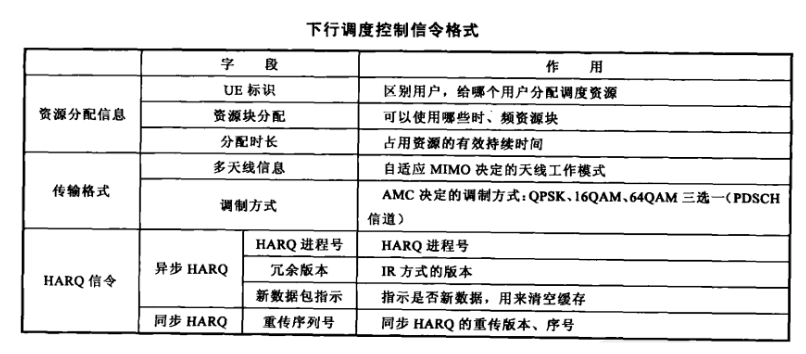 下行调度控制信令格式
字 段 作 用
资源分配信息 UE 标识 区别用户，给哪个用户分配调度资源
资源块分配 可以使用哪些时、频资源块
分配时长 占用资源的有效持续时间
传输格式 多天线信息 自适应 MIMO 决定的天线工作模式
调制方式 AMC 决定的调制方式：QPSK、16QAM、64QAM 三选一（PDSCH
信道）
HARQ 信令 异步 HARQ HARQ 进程号 HARQ 进程号
冗余版本 IR 方式的版本
新数据包指示 指示是否新数据，用来清空缓存
同步 HARQ 重传序列号 同步 HARQ 的重传版本、序号